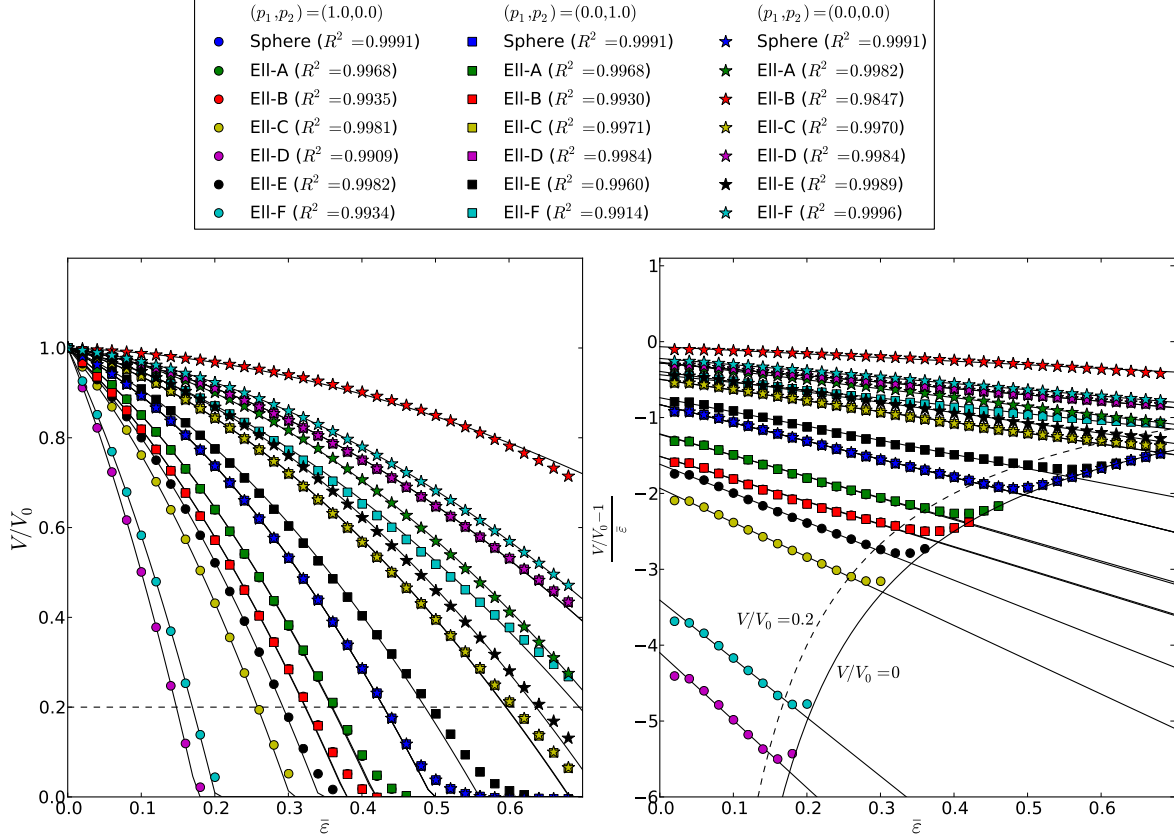 (p₁,p₂)=(1.0,0.0) (p₁,p₂)=(0.0,1.0) (p₁,p₂)=(0.0,0.0)
Sphere (R² =0.9991) Sphere (R² =0.9991) Sphere (R² =0.9991)
Ell-A (R² =0.9968) Ell-A (R² =0.9968) Ell-A (R² =0.9982)
Ell-B (R² =0.9935) Ell-B (R² =0.9930) Ell-B (R² =0.9847)
Ell-C (R² =0.9981) Ell-C (R² =0.9971) Ell-C (R² =0.9970)
Ell-D (R² =0.9909) Ell-D (R² =0.9984) Ell-D (R² =0.9984)
Ell-E (R² =0.9982) Ell-E (R² =0.9960) Ell-E (R² =0.9989)
Ell-F (R² =0.9934) Ell-F (R² =0.9914) Ell-F (R² =0.9996)
V/V₀
1.0
0.8
0.6
0.4
0.2
0.0
0.0 0.1 0.2 0.3 0.4 0.5 0.6
ε̄
V/V₀−1
ε̄
1
0
−1
−2
−3
−4
−5
−6
V/V₀=0.2
V/V₀=0
0.0 0.1 0.2 0.3 0.4 0.5 0.6
ε̄